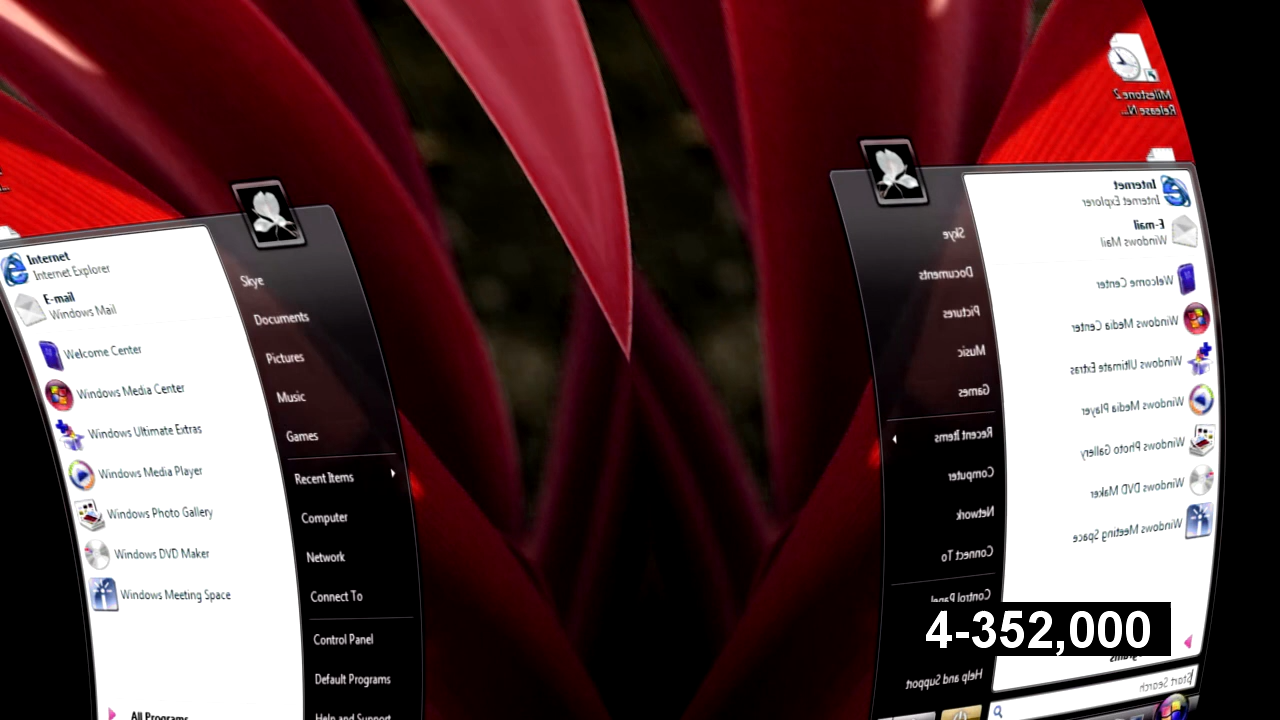 Internet
Internet Explorer
E-mail
Windows Mail
Welcome Center
Windows Media Center
Windows Ultimate Extras
Windows Media Player
Windows Photo Gallery
Windows DVD Maker
Windows Meeting Space
All Programs
Skye
Documents
Pictures
Music
Games
Recent Items
Computer
Network
Connect To
Control Panel
Default Programs
Help and Support
Milestone 2
Release N...
Skye
Documents
Pictures
Music
Games
Recent Items
Computer
Network
Connect To
Control Panel
Help and Support
Internet
Internet Explorer
E-mail
Windows Mail
Welcome Center
Windows Media Center
Windows Ultimate Extras
Windows Media Player
Windows Photo Gallery
Windows DVD Maker
Windows Meeting Space
Start Search
4-352,000